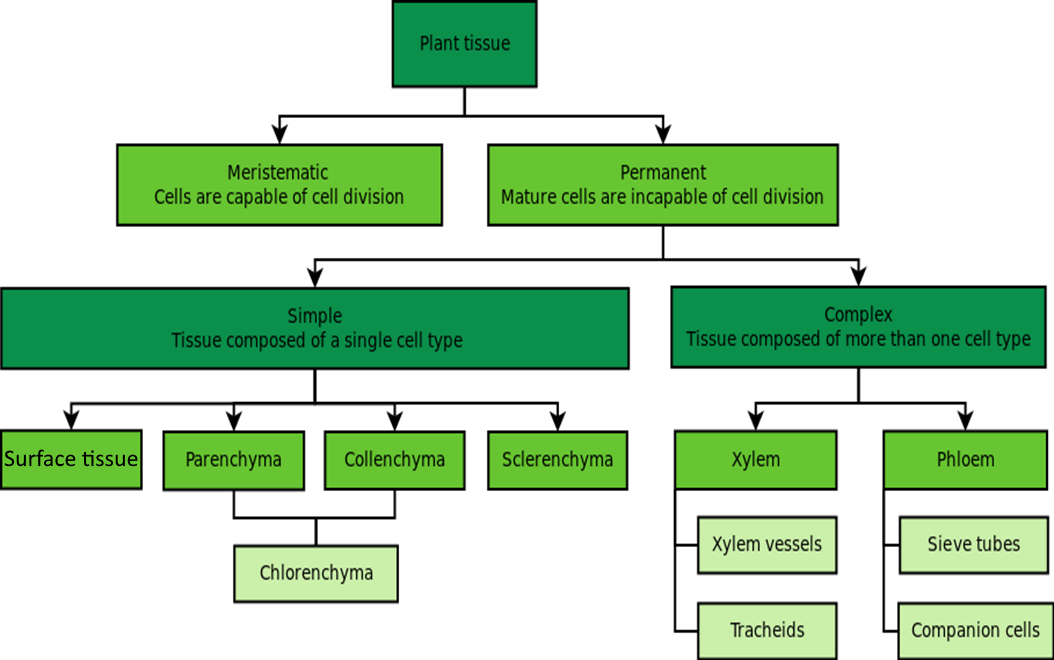 Plant tissue
Meristematic
Cells are capable of cell division
Permanent
Mature cells are incapable of cell division
Simple
Tissue composed of a single cell type
Complex
Tissue composed of more than one cell type
Surface tissue
Parenchyma
Collenchyma
Sclerenchyma
Xylem
Phloem
Xylem vessels
Sieve tubes
Chlorenchyma
Tracheids
Companion cells